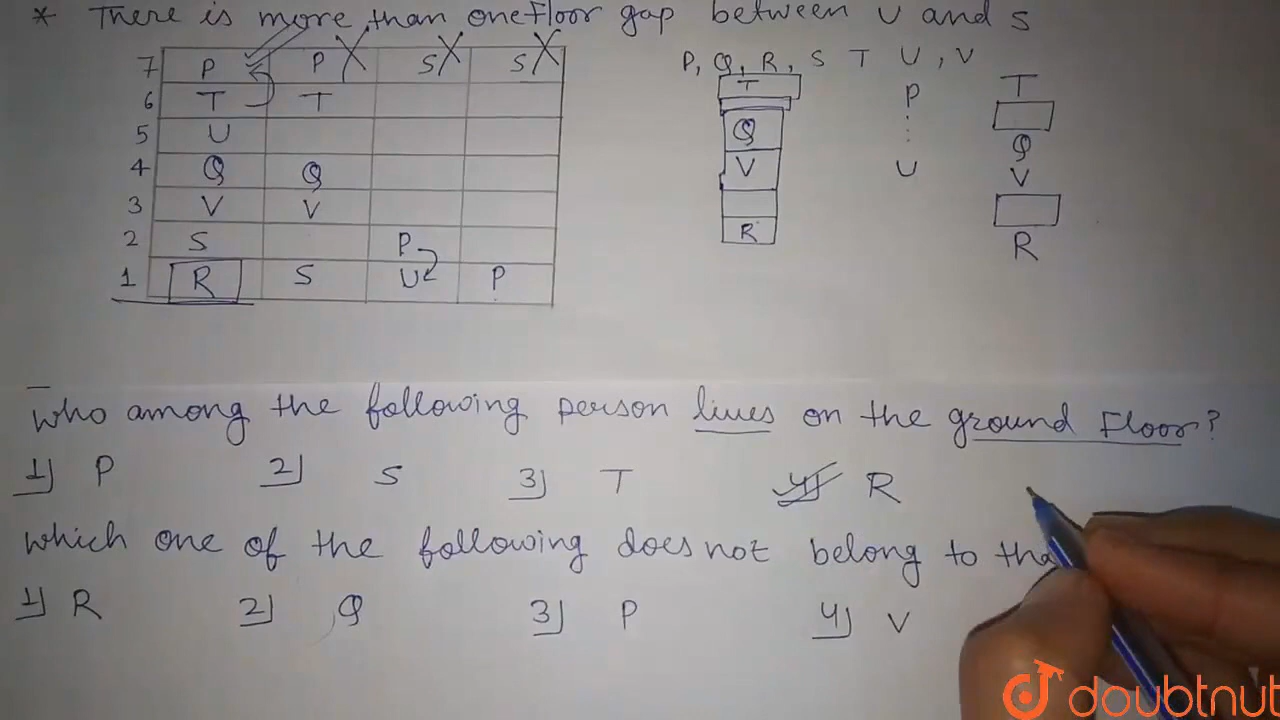 * There is more than one Floor gap between U and S
P, Q, R, S T U, V
7 P P S S
6 T T
5 U
4 Q Q
3 V V
2 S P
1 R S U P
T
Q
V
R
P
U
T
Q
V
R
who among the following person lives on the ground Floor?
1) P 2) S 3) T 4) R
which one of the following does not belong to tha
1) R 2) Q 3) P 4) V
doubtnut